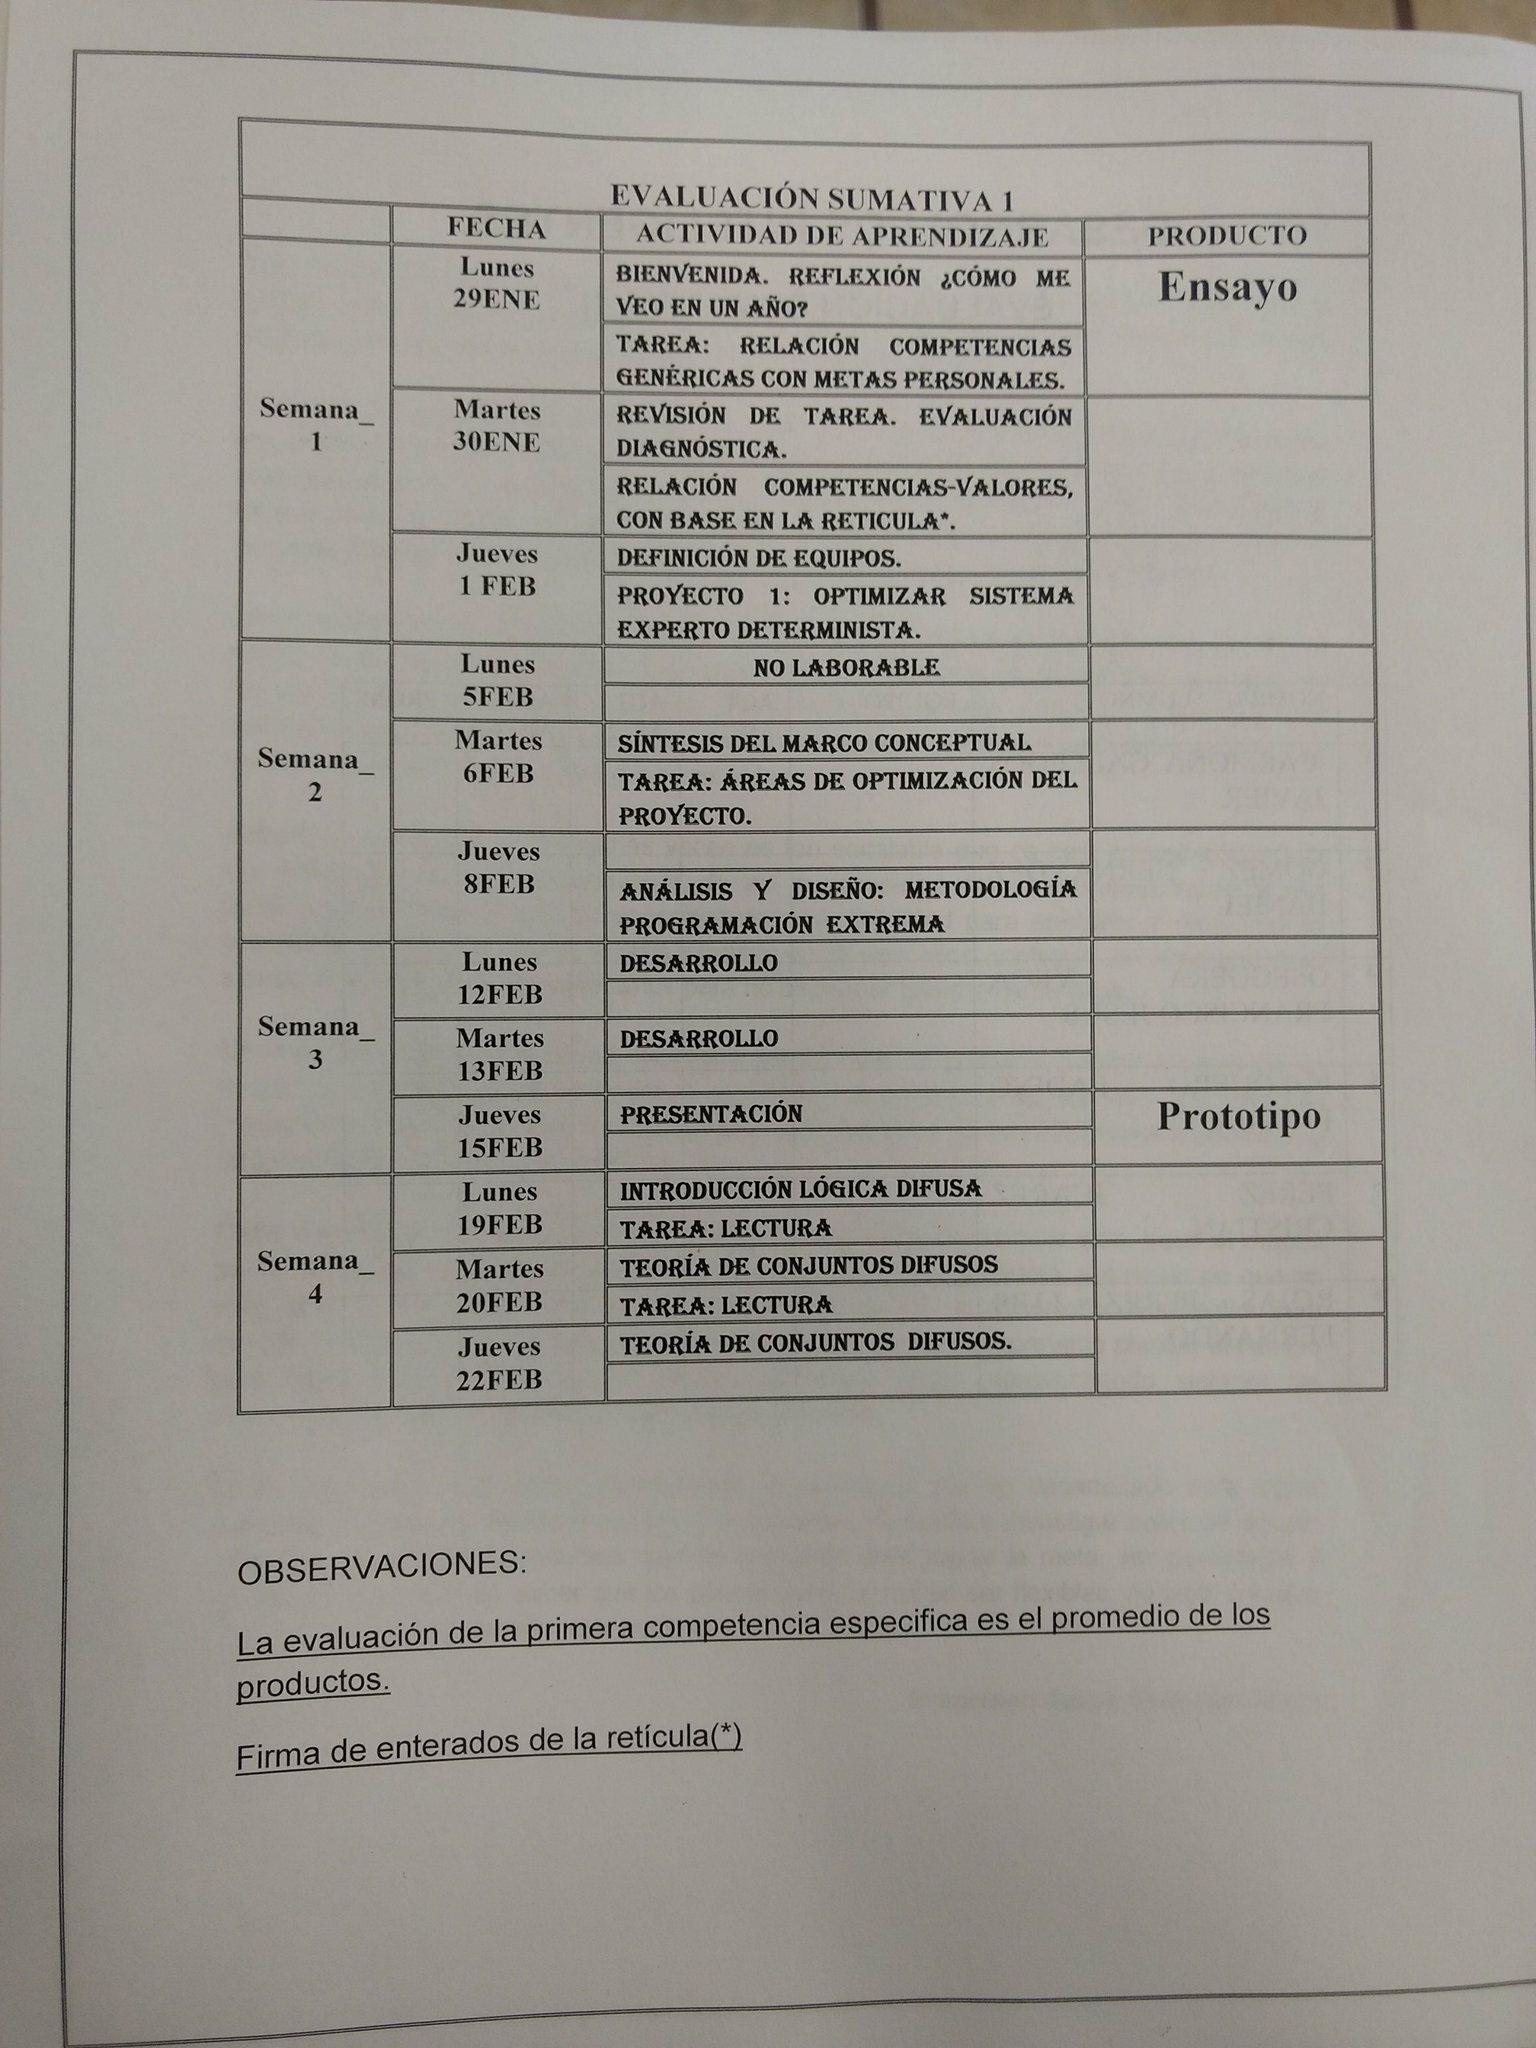 EVALUACIÓN SUMATIVA 1
FECHA ACTIVIDAD DE APRENDIZAJE PRODUCTO
Semana_
1
Lunes
29ENE
BIENVENIDA. REFLEXIÓN ¿CÓMO ME
VEO EN UN AÑO?
TAREA: RELACIÓN COMPETENCIAS
GENÉRICAS CON METAS PERSONALES.
Ensayo
Martes
30ENE
REVISIÓN DE TAREA. EVALUACIÓN
DIAGNÓSTICA.
RELACIÓN COMPETENCIAS-VALORES,
CON BASE EN LA RETICULA*.
Jueves
1 FEB
DEFINICIÓN DE EQUIPOS.
PROYECTO 1: OPTIMIZAR SISTEMA
EXPERTO DETERMINISTA.
Semana_
2
Lunes
5FEB
NO LABORABLE
Martes
6FEB
SÍNTESIS DEL MARCO CONCEPTUAL
TAREA: ÁREAS DE OPTIMIZACIÓN DEL
PROYECTO.
Jueves
8FEB
ANÁLISIS Y DISEÑO: METODOLOGÍA
PROGRAMACIÓN EXTREMA
Semana_
3
Lunes
12FEB
DESARROLLO
Martes
13FEB
DESARROLLO
Jueves
15FEB
PRESENTACIÓN
Prototipo
Semana_
4
Lunes
19FEB
INTRODUCCIÓN LÓGICA DIFUSA
TAREA: LECTURA
Martes
20FEB
TEORÍA DE CONJUNTOS DIFUSOS
TAREA: LECTURA
Jueves
22FEB
TEORÍA DE CONJUNTOS DIFUSOS.
OBSERVACIONES:
La evaluación de la primera competencia especifica es el promedio de los
productos.
Firma de enterados de la retícula(*)